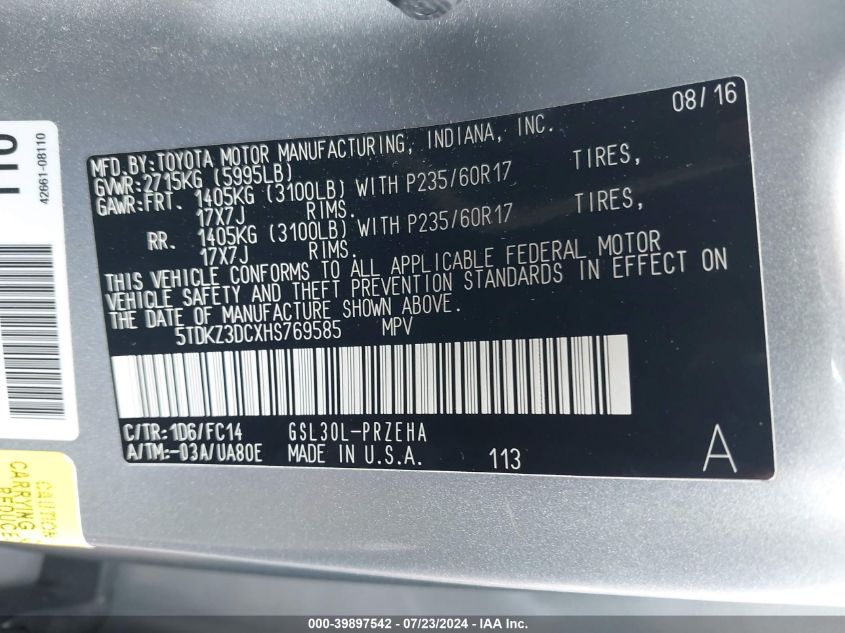 08/16
MFD.BY:TOYOTA MOTOR MANUFACTURING, INDIANA, INC.
GVWR:2715KG (5995LB)
GAWR:FRT. 1405KG (3100LB) WITH P235/60R17 TIRES,
17X7J RIMS.
RR. 1405KG (3100LB) WITH P235/60R17 TIRES,
17X7J RIMS.
THIS VEHICLE CONFORMS TO ALL APPLICABLE FEDERAL MOTOR
VEHICLE SAFETY AND THEFT PREVENTION STANDARDS IN EFFECT ON
THE DATE OF MANUFACTURE SHOWN ABOVE.
5TDKZ3DCXHS769585 MPV
C/TR:1D6/FC14 GSL30L-PRZEHA
A/TM:-03A/UA80E MADE IN U.S.A. 113 A
42661-08110
CAUTION
CARRYING
REDUCE
000-39897542 / 07/23/2024 - IAA Inc.